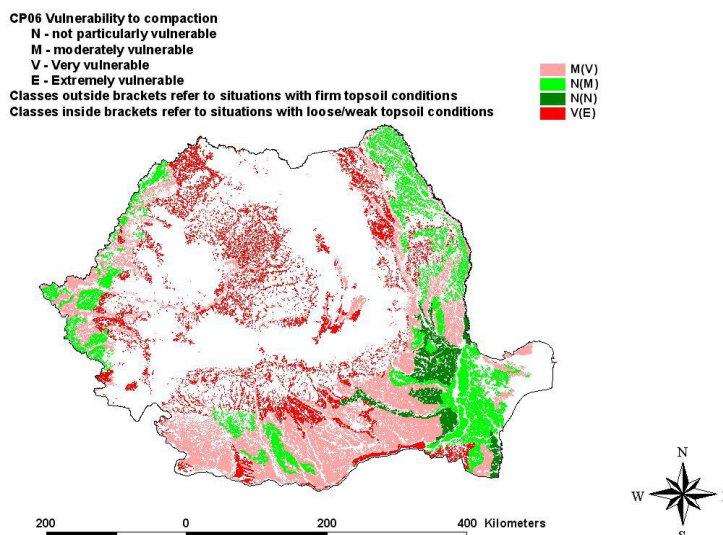 CP06 Vulnerability to compaction
N - not particularly vulnerable
M - moderately vulnerable
V - Very vulnerable
E - Extremely vulnerable
Classes outside brackets refer to situations with firm topsoil conditions
Classes inside brackets refer to situations with loose/weak topsoil conditions
M(V)
N(M)
N(N)
V(E)
N
W
S
200 0 200 400 Kilometers